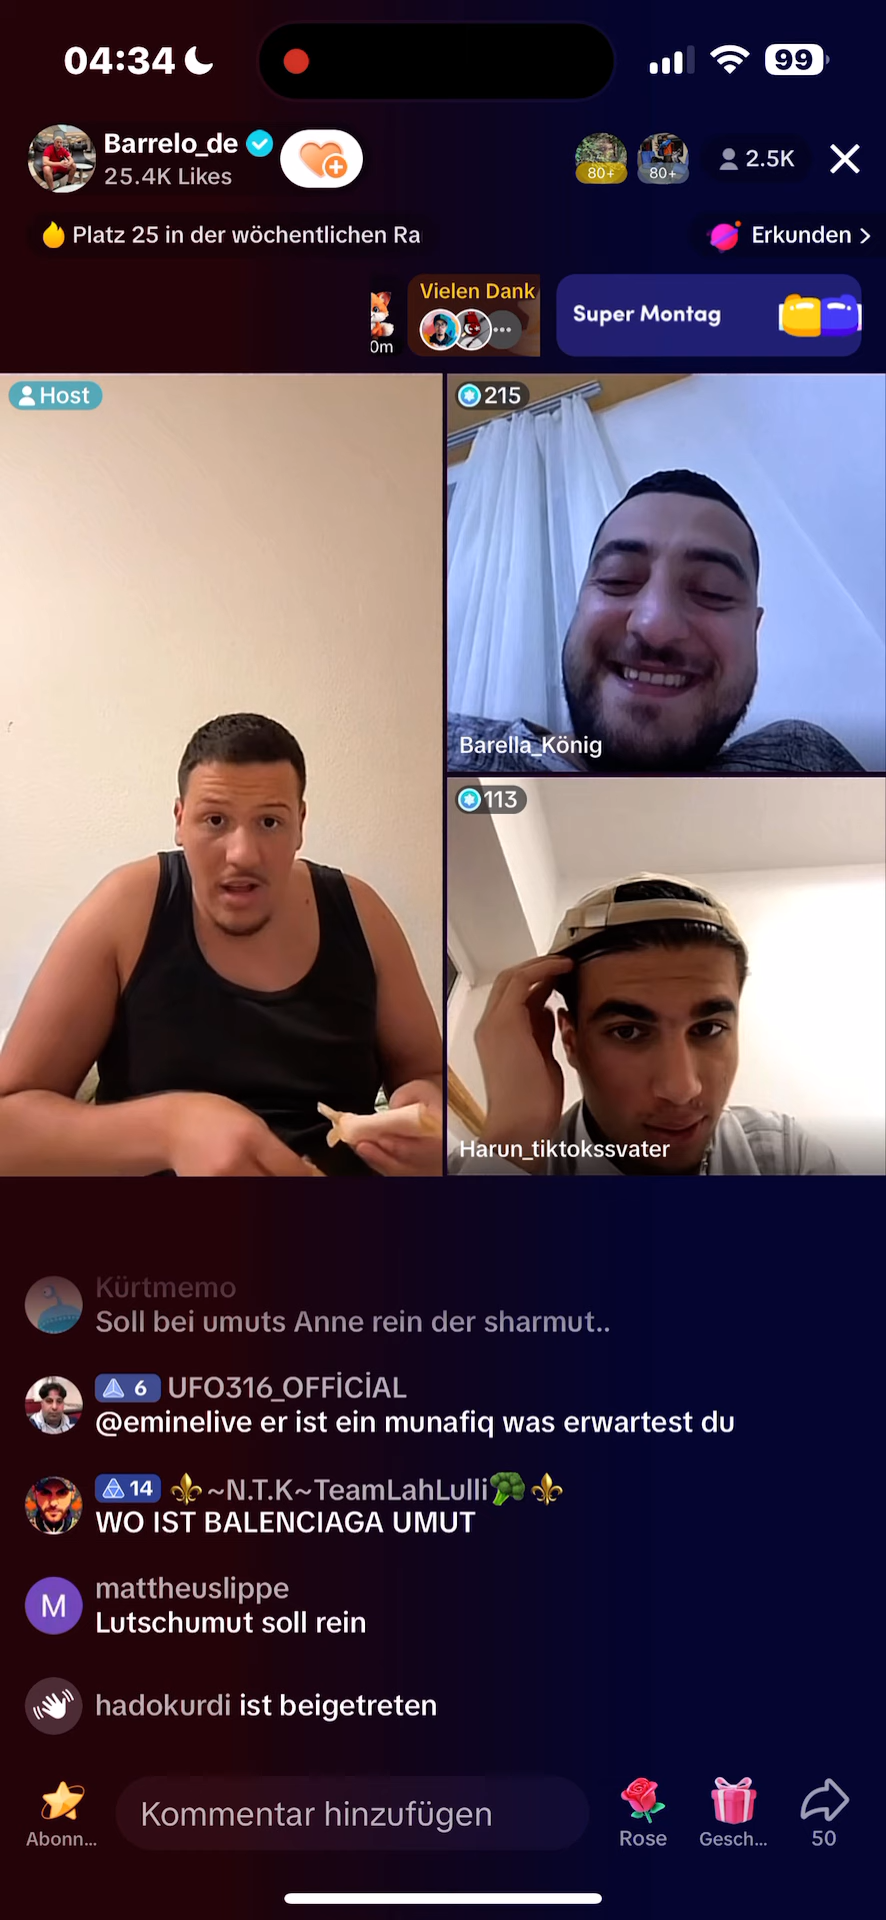 04:34
99
Barrelo_de
25.4K Likes
80+
80+
2.5K
Platz 25 in der wöchentlichen Ra
Erkunden >
0m
Vielen Dank
Super Montag
Host
215
Barella_König
113
Harun_tiktokssvater
Kürtmemo
Soll bei umuts Anne rein der sharmut..
6 UFO316_OFFİCİAL
@eminelive er ist ein munafiq was erwartest du
14 ⚜️~N.T.K~TeamLahLulli🥦⚜️
WO IST BALENCIAGA UMUT
M
mattheuslippe
Lutschumut soll rein
hadokurdi ist beigetreten
Abonn...
Kommentar hinzufügen
Rose
Gesch...
50